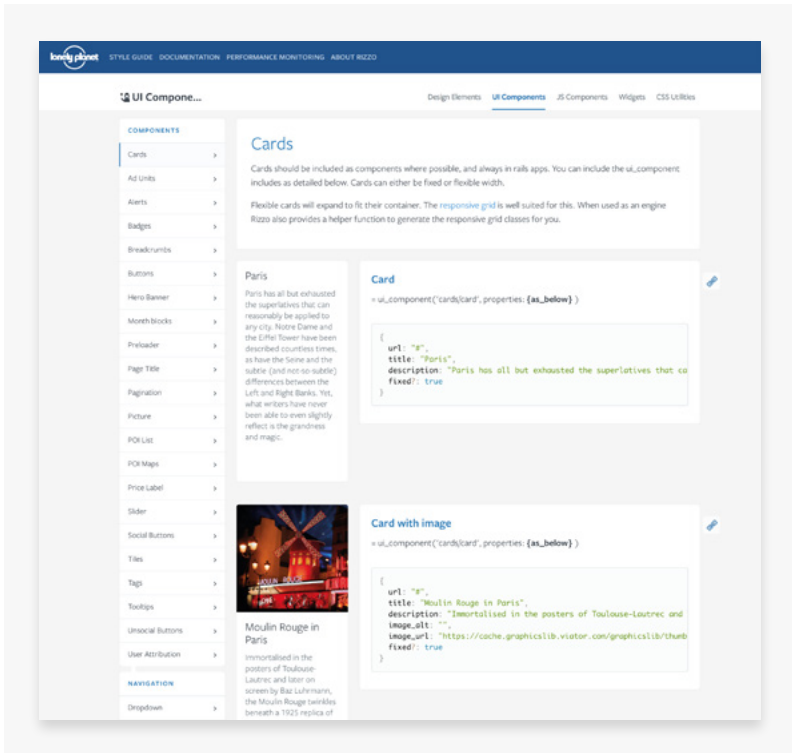 lonely planet STYLE GUIDE DOCUMENTATION PERFORMANCE MONITORING ABOUT RIZZO
UI Compone...
Design Elements UI Components JS Components Widgets CSS Utilities
COMPONENTS
Cards
Ad Units
Alerts
Badges
Breadcrumbs
Buttons
Hero Banner
Month blocks
Preloader
Page Title
Pagination
Picture
POI List
POI Maps
Price Label
Slider
Social Buttons
Tiles
Tags
Tooltips
Unsocial Buttons
User Attribution
NAVIGATION
Dropdown
Cards
Cards should be included as components where possible, and always in rails apps. You can include the ui_component
includes as detailed below. Cards can either be fixed or flexible width.
Flexible cards will expand to fit their container. The responsive grid is well suited for this. When used as an engine
Rizzo also provides a helper function to generate the responsive grid classes for you.
Paris
Paris has all but exhausted
the superlatives that can
reasonably be applied to
any city. Notre Dame and
the Eiffel Tower have been
described countless times,
as have the Seine and the
subtle (and not-so-subtle)
differences between the
Left and Right Banks. Yet,
what writers have never
been able to even slightly
reflect is the grandness
and magic.
Card
= ui_component('cards/card', properties: {as_below} )
{
url: "#",
title: "Paris",
description: "Paris has all but exhausted the superlatives that ca
fixed?: true
}
MOULIN ROUGE
Moulin Rouge in
Paris
Immortalised in the
posters of Toulouse-
Lautrec and later on
screen by Baz Luhrmann,
the Moulin Rouge twinkles
beneath a 1925 replica of
Card with image
= ui_component('cards/card', properties: {as_below} )
{
url: "#",
title: "Moulin Rouge in Paris",
description: "Immortalised in the posters of Toulouse-Lautrec and
image_alt: "",
image_url: "https://cache.graphicslib.viator.com/graphicslib/thumb
fixed?: true
}